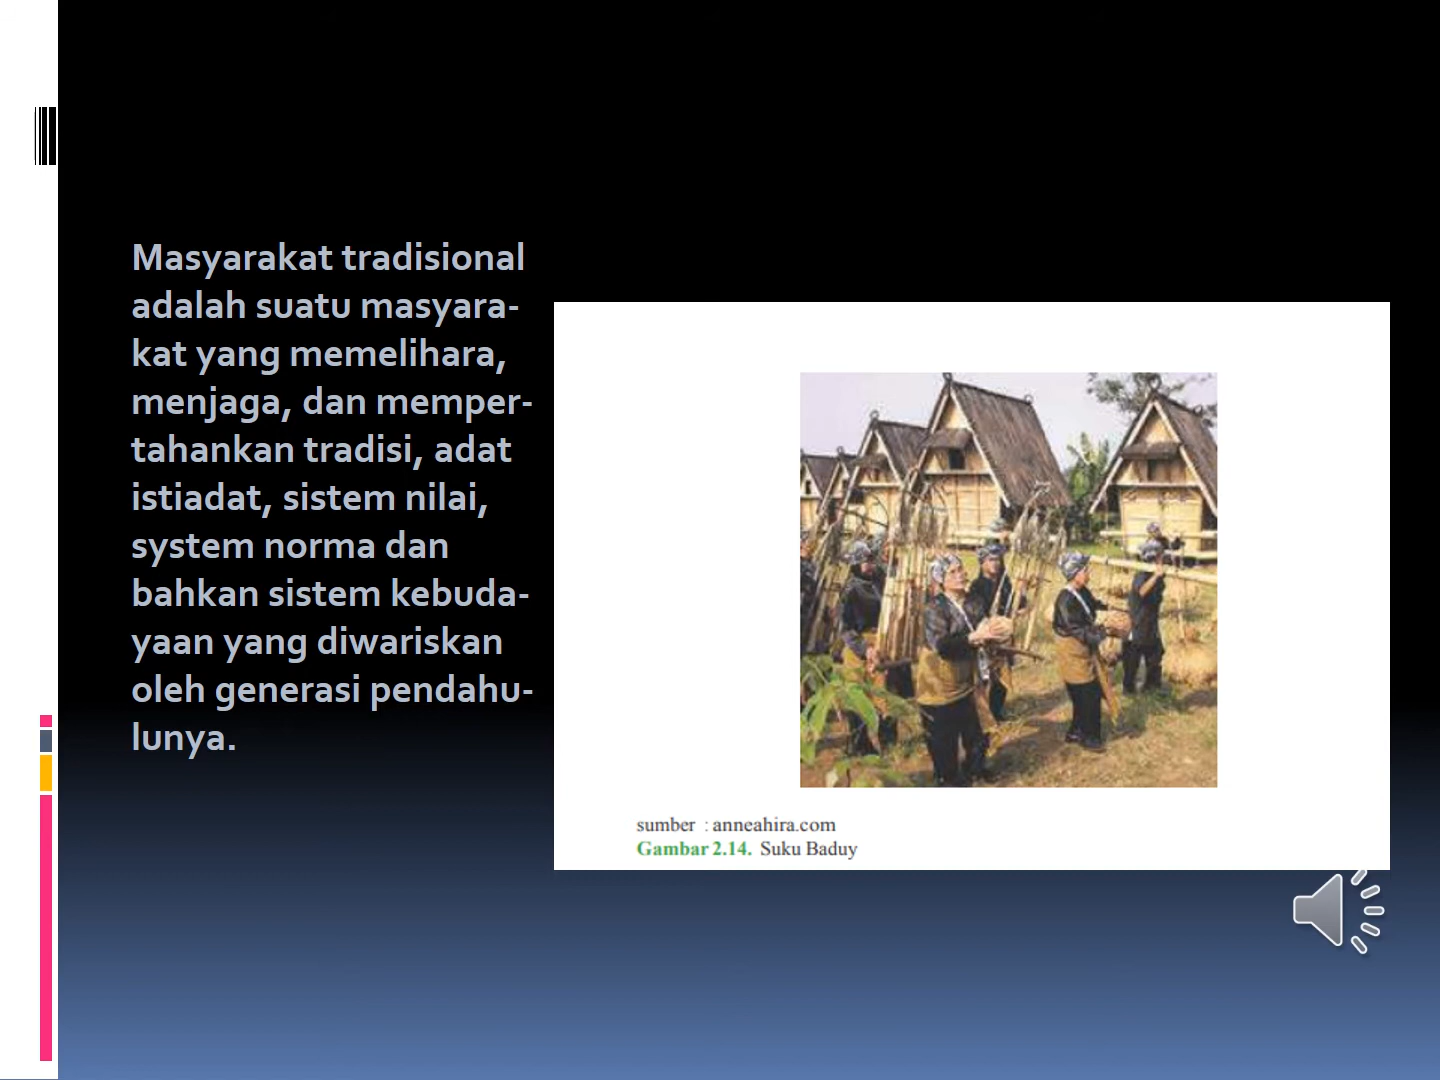 Masyarakat tradisional
adalah suatu masyara-
kat yang memelihara,
menjaga, dan memper-
tahankan tradisi, adat
istiadat, sistem nilai,
system norma dan
bahkan sistem kebuda-
yaan yang diwariskan
oleh generasi pendahu-
lunya.
sumber : anneahira.com
Gambar 2.14. Suku Baduy